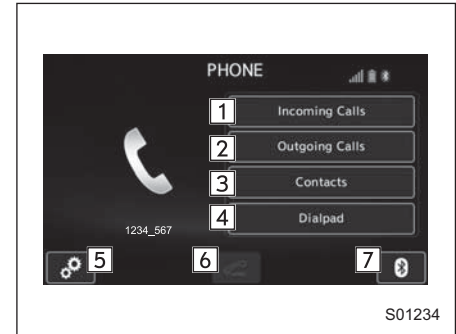 PHONE
1 Incoming Calls
2 Outgoing Calls
3 Contacts
4 Dialpad
1234_567
5 6 7
S01234